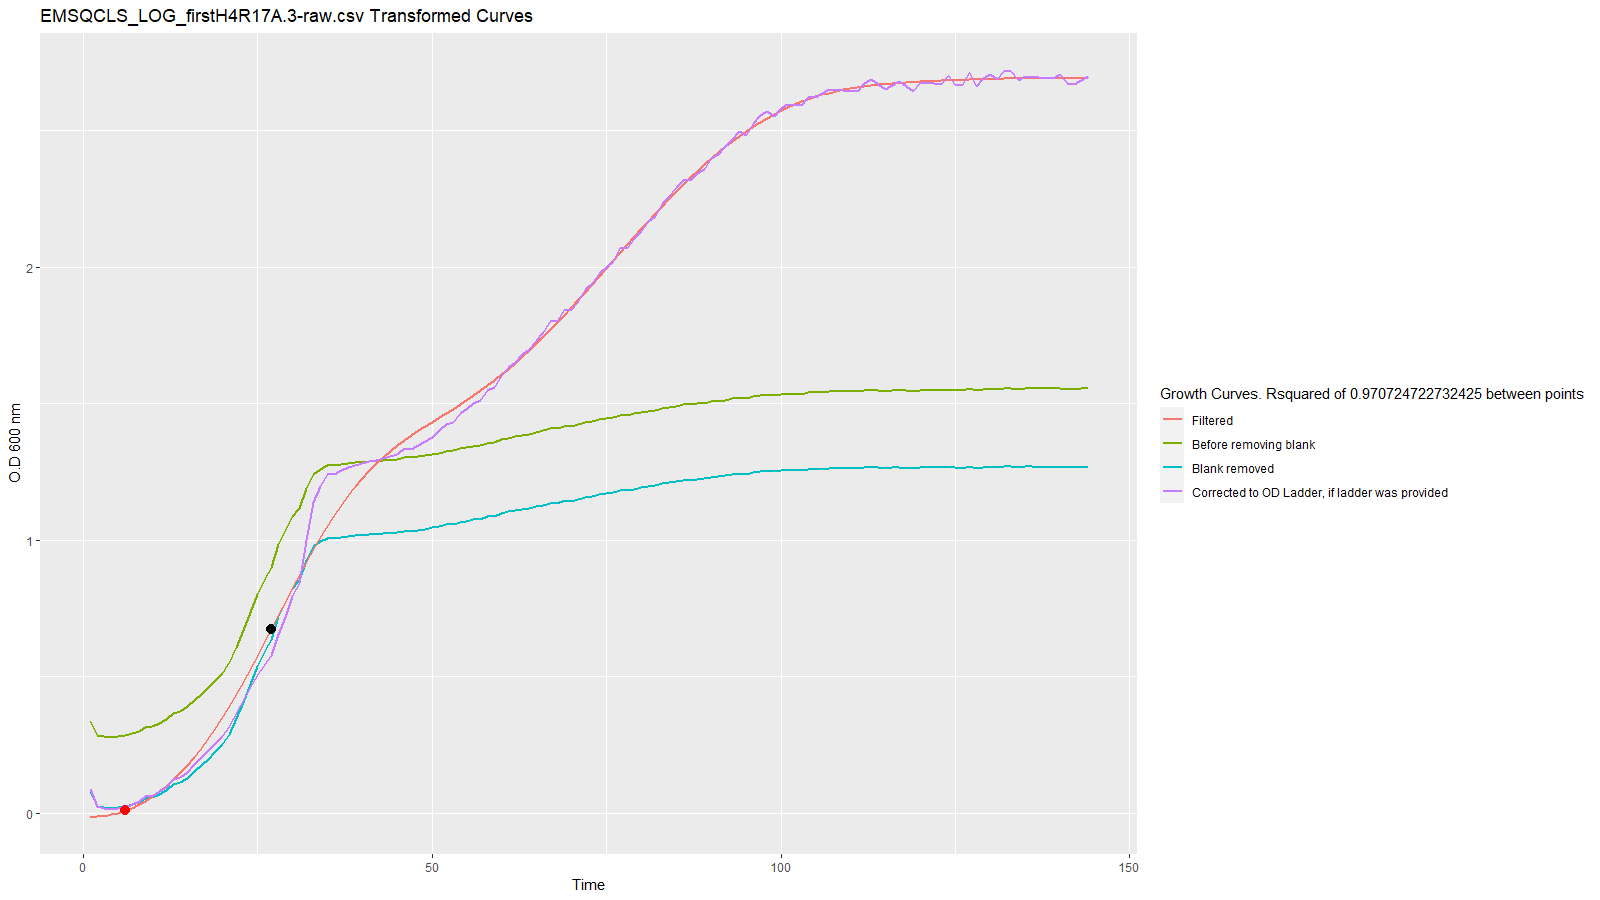 EMSQCLS_LOG_firstH4R17A.3-raw.csv Transformed Curves
O.D 600 nm
2
1
0
0
50
100
150
Time
Growth Curves. Rsquared of 0.970724722732425 between points
Filtered
Before removing blank
Blank removed
Corrected to OD Ladder, if ladder was provided